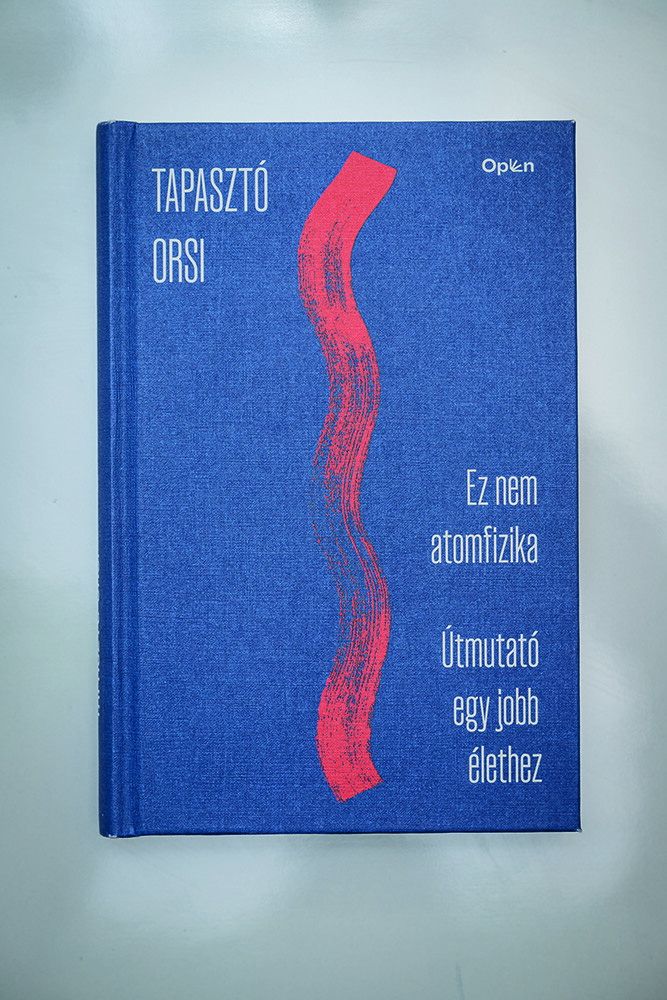 TAPASZTÓ
ORSI
Open
Ez nem
atomfizika
Útmutató
egy jobb
élethez